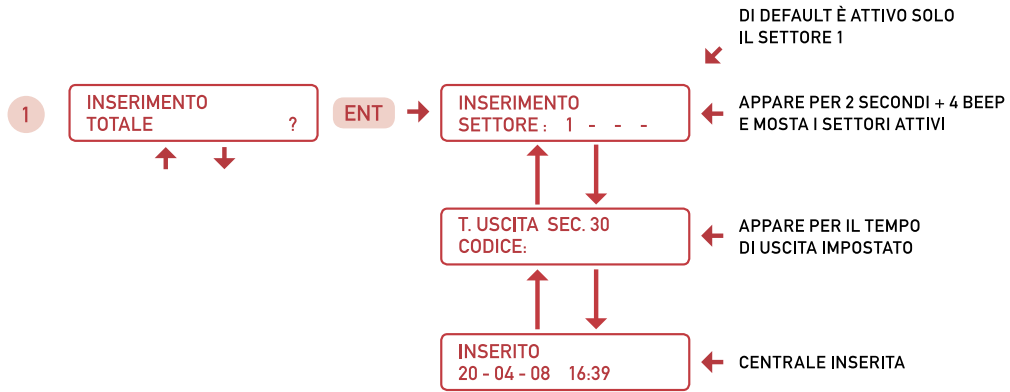 DI DEFAULT È ATTIVO SOLO
IL SETTORE 1
1
INSERIMENTO
TOTALE ?
ENT
INSERIMENTO
SETTORE : 1 - - -
APPARE PER 2 SECONDI + 4 BEEP
E MOSTA I SETTORI ATTIVI
T. USCITA SEC. 30
CODICE:
APPARE PER IL TEMPO
DI USCITA IMPOSTATO
INSERITO
20 - 04 - 08 16:39
CENTRALE INSERITA